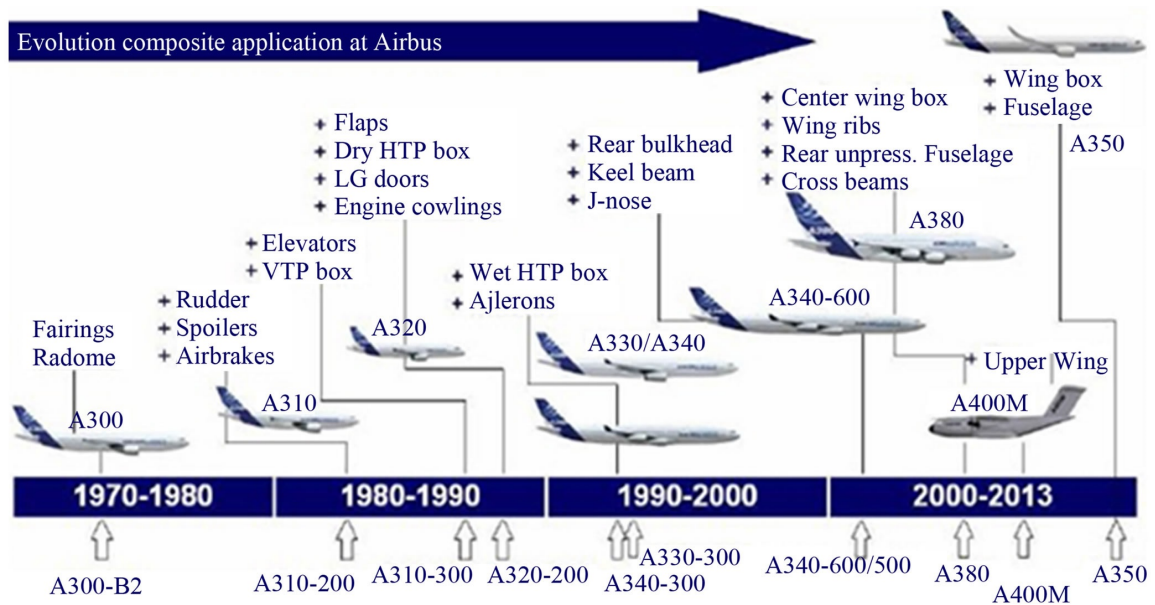 Evolution composite application at Airbus
+ Wing box
+ Fuselage
A350
+ Center wing box
+ Wing ribs
+ Rear unpress. Fuselage
+ Cross beams
A380
+ Flaps
+ Dry HTP box
+ LG doors
+ Engine cowlings
+ Rear bulkhead
+ Keel beam
+ J-nose
+ Elevators
+ VTP box
+ Wet HTP box
+ Ajlerons
+ Rudder
+ Spoilers
+ Airbrakes
Fairings
Radome
A300
A310
A320
A330/A340
A340-600
+ Upper Wing
A400M
1970-1980
1980-1990
1990-2000
2000-2013
A300-B2
A310-200
A310-300
A320-200
A330-300
A340-300
A340-600/500
A380
A400M
A350